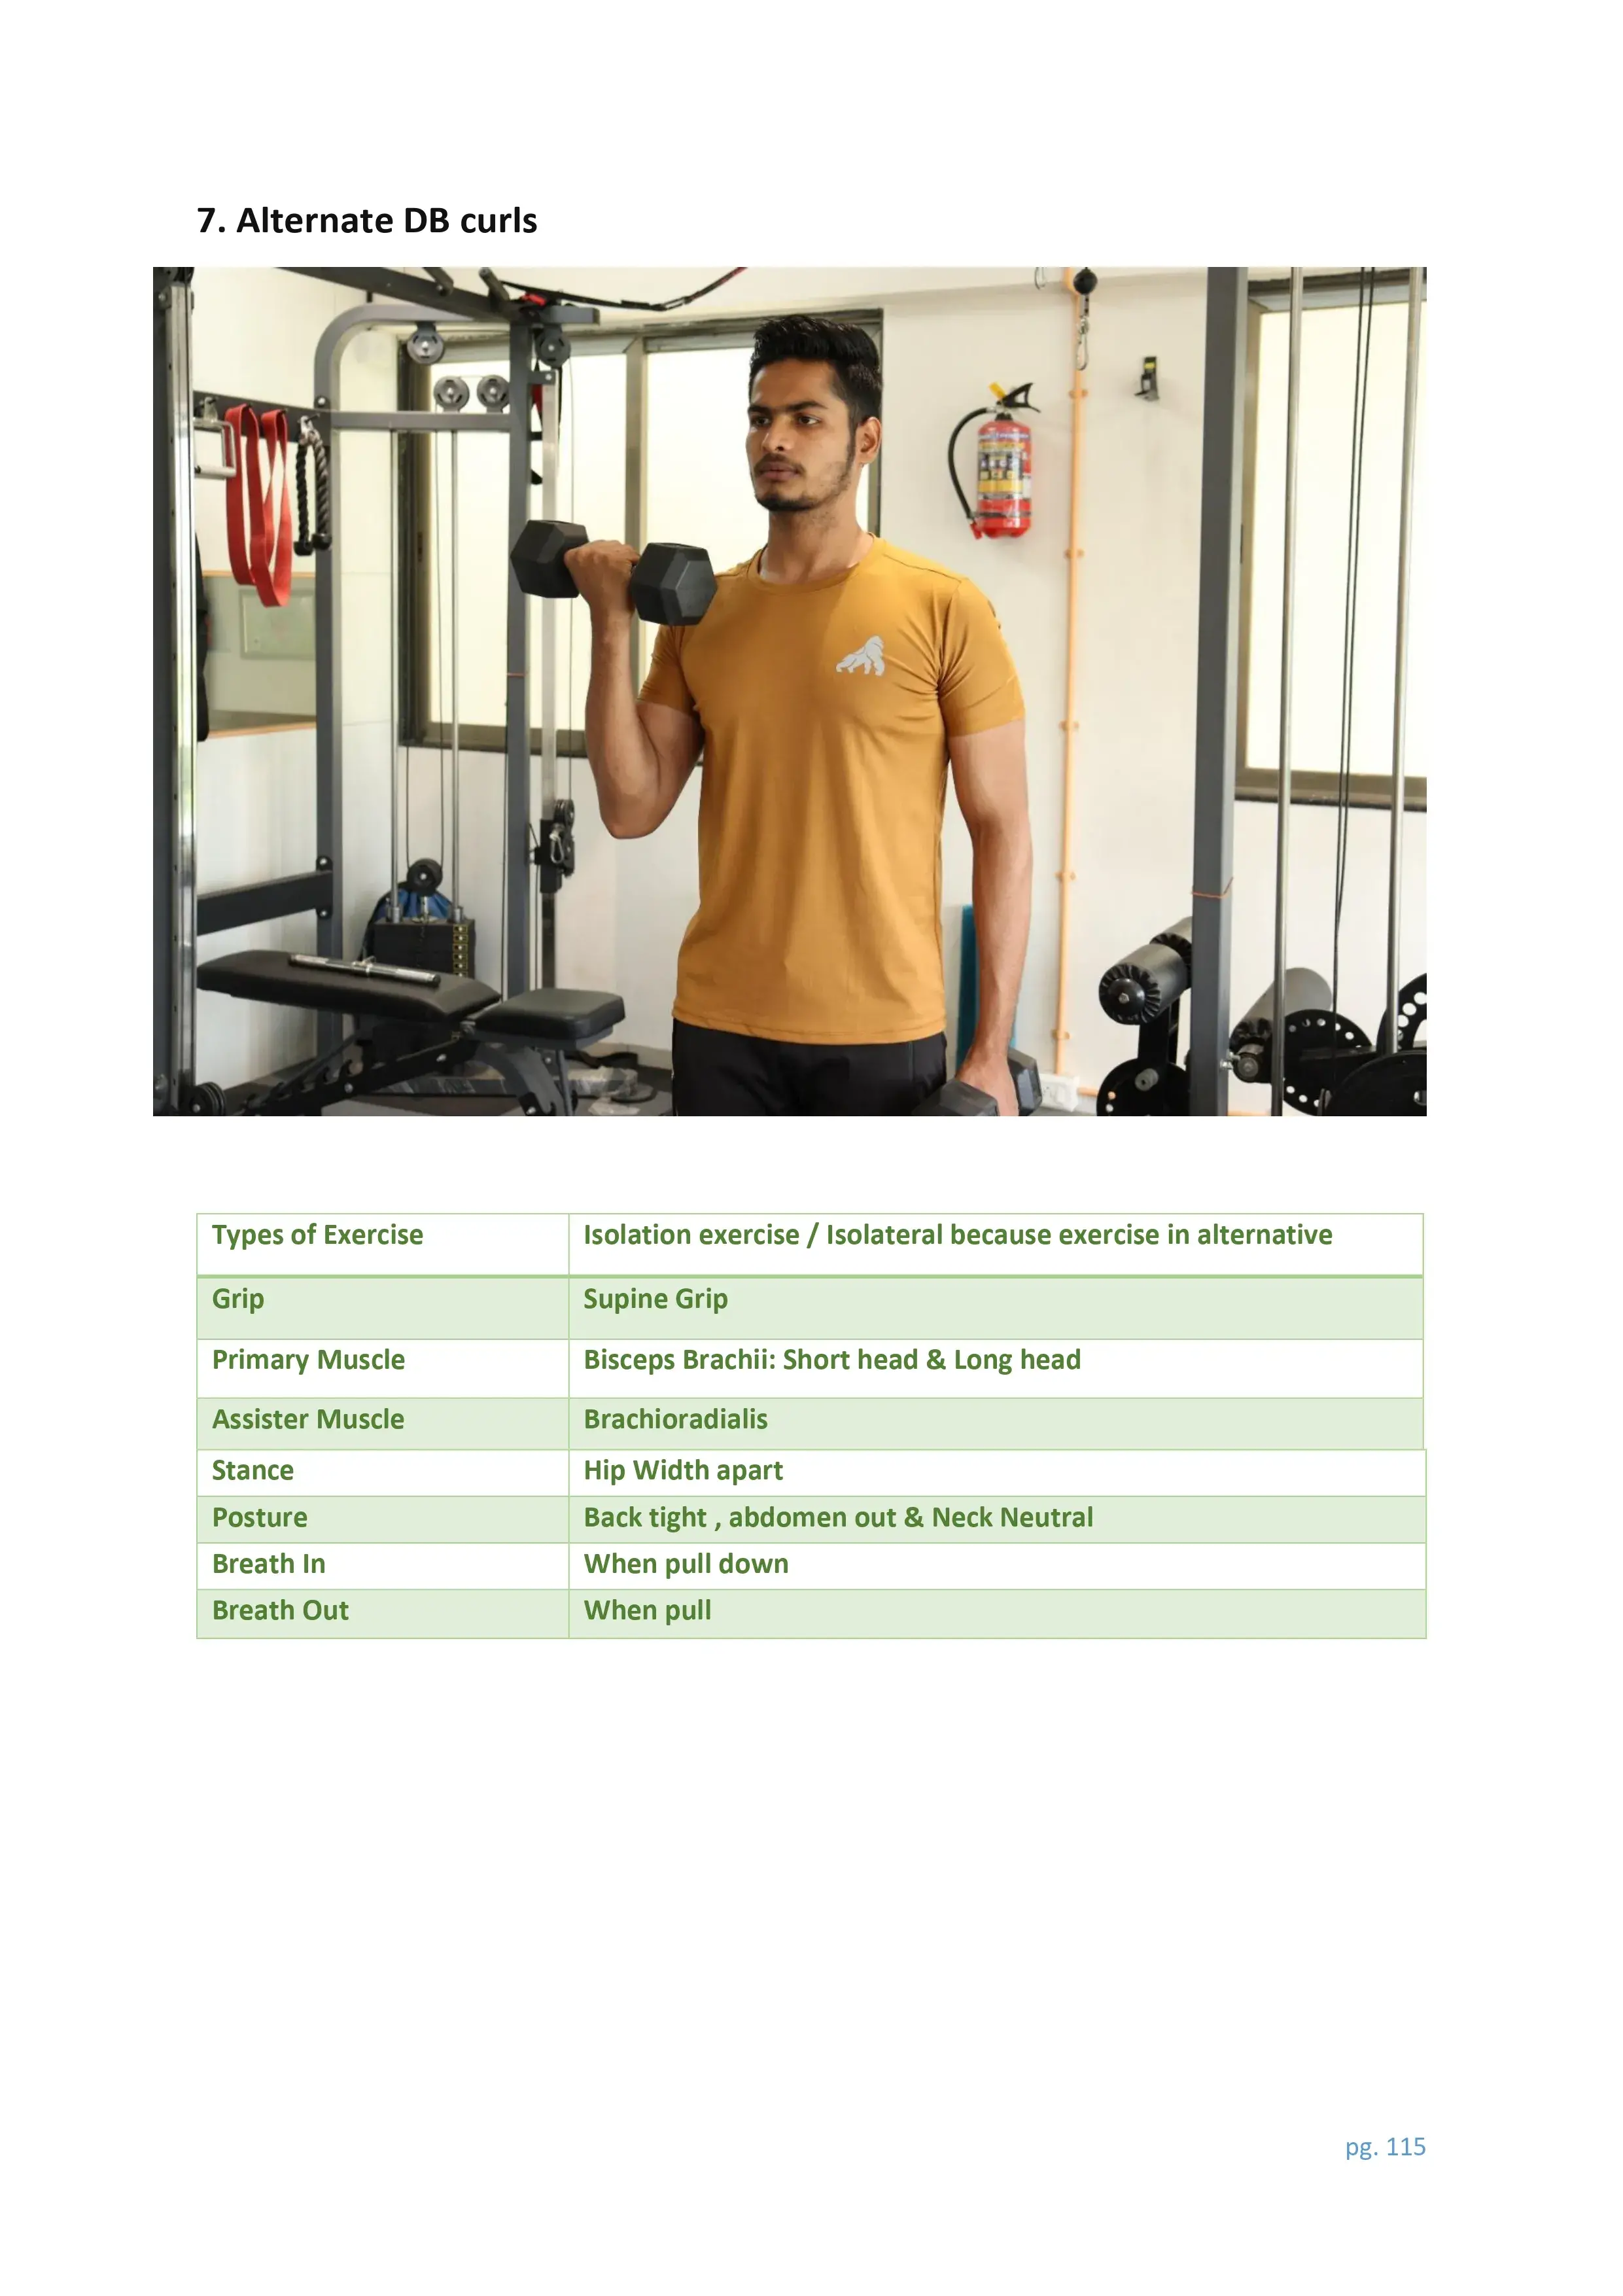 7. Alternate DB curls
Types of Exercise Isolation exercise / Isolateral because exercise in alternative
Grip Supine Grip
Primary Muscle Bisceps Brachii: Short head & Long head
Assister Muscle Brachioradialis
Stance Hip Width apart
Posture Back tight , abdomen out & Neck Neutral
Breath In When pull down
Breath Out When pull
pg. 115